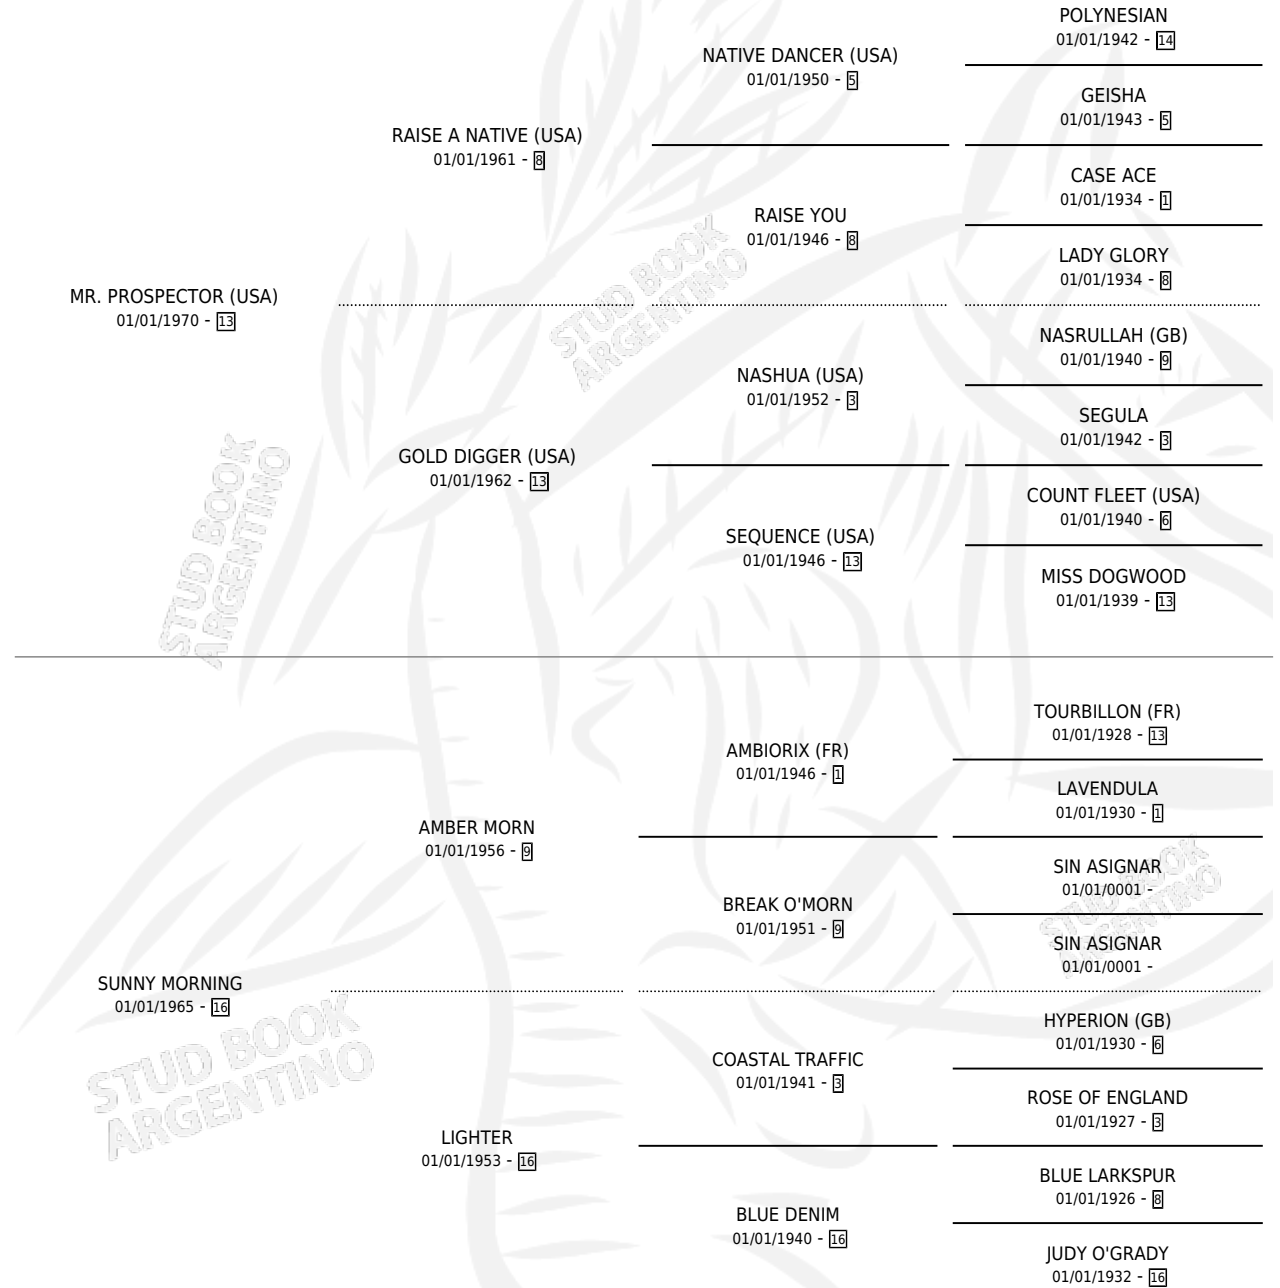 POLYNESIAN
01/01/1942 - 14
NATIVE DANCER (USA)
01/01/1950 - 5
GEISHA
01/01/1943 - 5
RAISE A NATIVE (USA)
01/01/1961 - 8
CASE ACE
01/01/1934 - 1
RAISE YOU
01/01/1946 - 8
LADY GLORY
01/01/1934 - 8
MR. PROSPECTOR (USA)
01/01/1970 - 13
STUD BOOK
ARGENTINO
NASRULLAH (GB)
01/01/1940 - 9
NASHUA (USA)
01/01/1952 - 3
SEGULA
01/01/1942 - 3
GOLD DIGGER (USA)
01/01/1962 - 13
COUNT FLEET (USA)
01/01/1940 - 6
SEQUENCE (USA)
01/01/1946 - 13
MISS DOGWOOD
01/01/1939 - 13
STUD BOOK
ARGENTINO
TOURBILLON (FR)
01/01/1928 - 13
AMBIORIX (FR)
01/01/1946 - 1
LAVENDULA
01/01/1930 - 1
AMBER MORN
01/01/1956 - 9
SIN ASIGNAR
01/01/0001 -
BREAK O'MORN
01/01/1951 - 9
STUD BOOK
ARGENTINO
SIN ASIGNAR
01/01/0001 -
SUNNY MORNING
01/01/1965 - 16
STUD BOOK
ARGENTINO
HYPERION (GB)
01/01/1930 - 6
COASTAL TRAFFIC
01/01/1941 - 3
ROSE OF ENGLAND
01/01/1927 - 3
LIGHTER
01/01/1953 - 16
BLUE LARKSPUR
01/01/1926 - 8
BLUE DENIM
01/01/1940 - 16
JUDY O'GRADY
01/01/1932 - 16